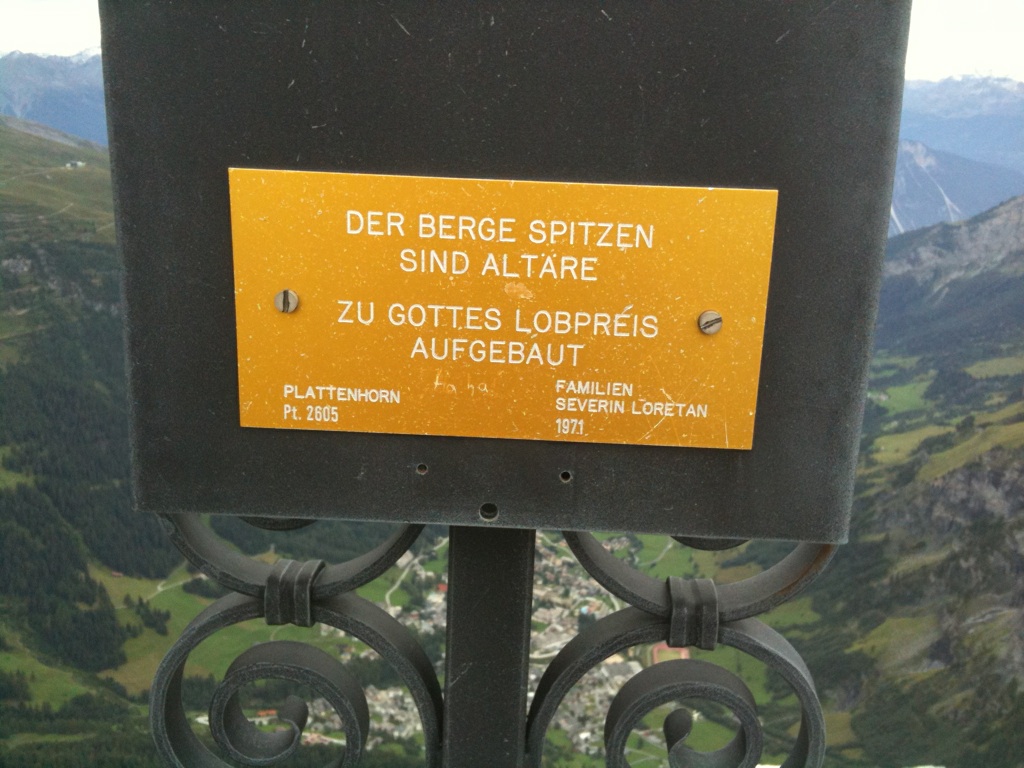 DER BERGE SPITZEN
SIND ALTÄRE
ZU GOTTES LOBPREIS
AUFGEBAUT
PLATTENHORN
Pt. 2605
FAMILIEN
SEVERIN LORETAN
1971